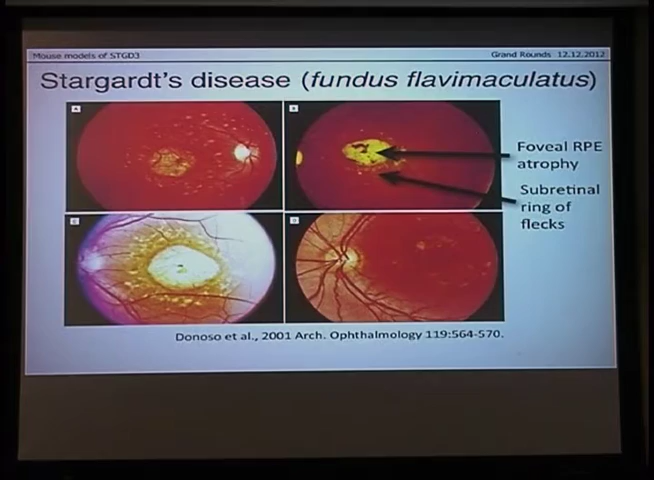 Mouse models of STGD3
Grand Rounds 12.12.2012
Stargardt's disease (fundus flavimaculatus)
A
B
Foveal RPE
atrophy
Subretinal
ring of
flecks
C
D
Donoso et al., 2001 Arch. Ophthalmology 119:564-570.